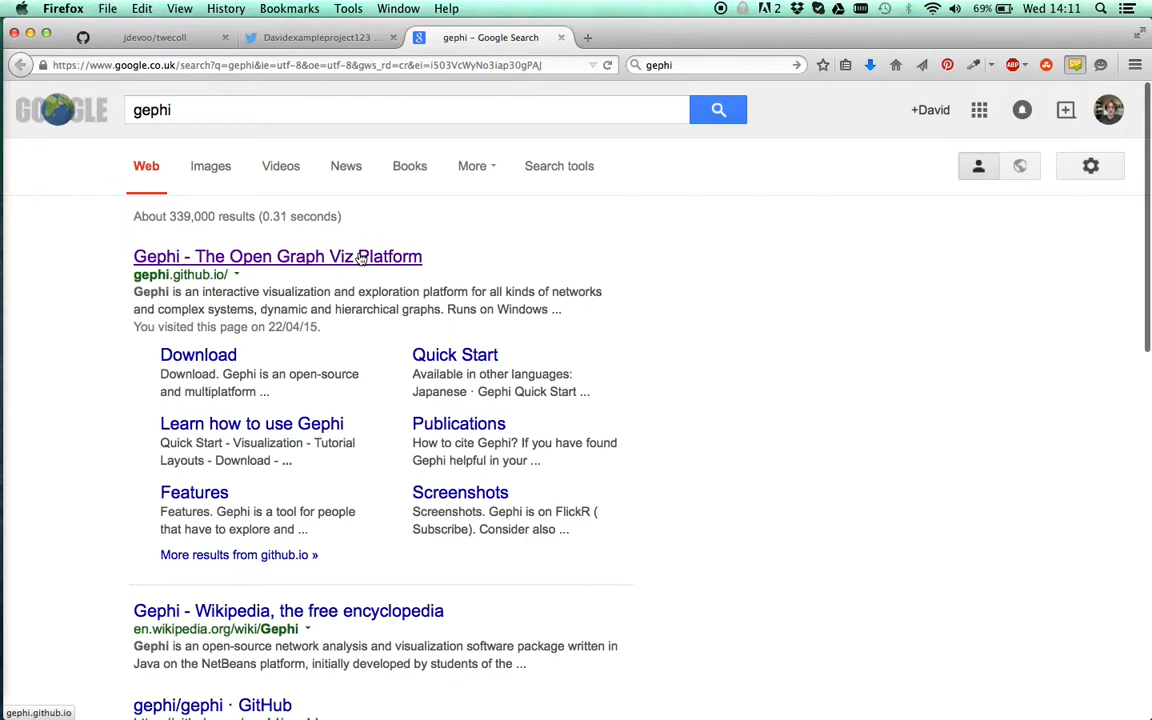 Firefox File Edit View History Bookmarks Tools Window Help 2 69% Wed 14:11
jdevoo/twecoll Davidexampleproject123 ... gephi – Google Search
https://www.google.co.uk/search?q=gephi&ie=utf-8&oe=utf-8&gws_rd=cr&ei=i503VcWyNo3iap30gPAJ gephi ABP
GOOGLE gephi +David
Web Images Videos News Books More Search tools
About 339,000 results (0.31 seconds)
Gephi - The Open Graph Viz Platform
gephi.github.io/
Gephi is an interactive visualization and exploration platform for all kinds of networks
and complex systems, dynamic and hierarchical graphs. Runs on Windows ...
You visited this page on 22/04/15.
Download Quick Start
Download. Gephi is an open-source Available in other languages:
and multiplatform ... Japanese · Gephi Quick Start ...
Learn how to use Gephi Publications
Quick Start - Visualization - Tutorial How to cite Gephi? If you have found
Layouts - Download - ... Gephi helpful in your ...
Features Screenshots
Features. Gephi is a tool for people Screenshots. Gephi is on FlickR (
that have to explore and ... Subscribe). Consider also ...
More results from github.io »
Gephi - Wikipedia, the free encyclopedia
en.wikipedia.org/wiki/Gephi
Gephi is an open-source network analysis and visualization software package written in
Java on the NetBeans platform, initially developed by students of the ...
gephi/gephi · GitHub
gephi.github.io